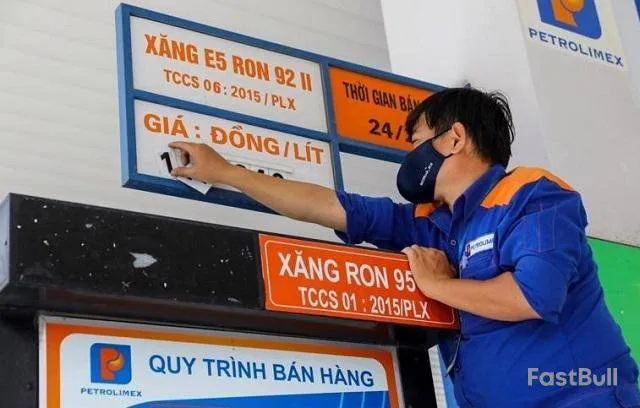 PETROLIMEX
XĂNG E5 RON 92 II
TCCS 06 : 2015 / PLX
THỜI GIAN BÁN
GIÁ : ĐỒNG/LÍT
PETROLIMEX
XĂNG RON 95
TCCS 01 : 2015/PLX
PETROLIMEX
QUY TRÌNH BÁN HÀNG
FastBull